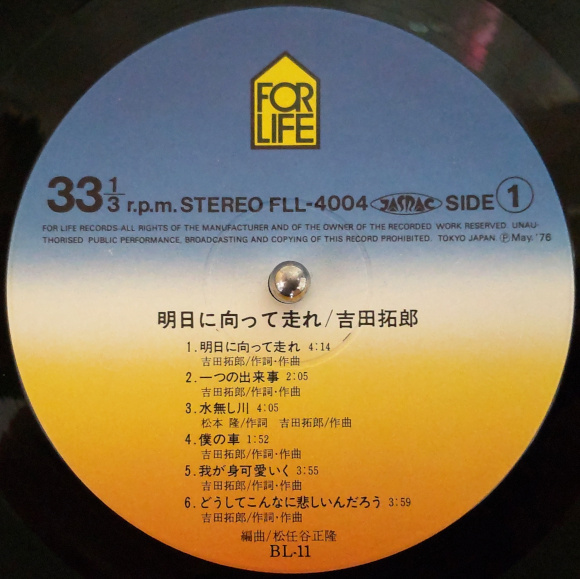 FOR
LIFE
33 1/3 r.p.m. STEREO FLL-4004 JASRAC SIDE 1
FOR LIFE RECORDS·ALL RIGHTS OF THE MANUFACTURER AND OF THE OWNER OF THE RECORDED WORK RESERVED. UNAU-
THORISED PUBLIC PERFORMANCE, BROADCASTING AND COPYING OF THIS RECORD PROHIBITED. TOKYO JAPAN. Ⓟ May. '76
明日に向って走れ/吉田拓郎
1.明日に向って走れ 4:14
吉田拓郎/作詞・作曲
2.一つの出来事 2:05
吉田拓郎/作詞・作曲
3.水無し川 4:05
松本 隆/作詞 吉田拓郎/作曲
4.僕の車 1:52
吉田拓郎/作詞・作曲
5.我が身可愛いく 3:55
吉田拓郎/作詞・作曲
6.どうしてこんなに悲しいんだろう 3:59
吉田拓郎/作詞・作曲
編曲/松任谷正隆
BL-11